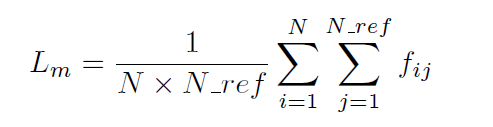 L_m = \frac{1}{N \times N\_ref} \sum_{i=1}^{N} \sum_{j=1}^{N\_ref} f_{ij}